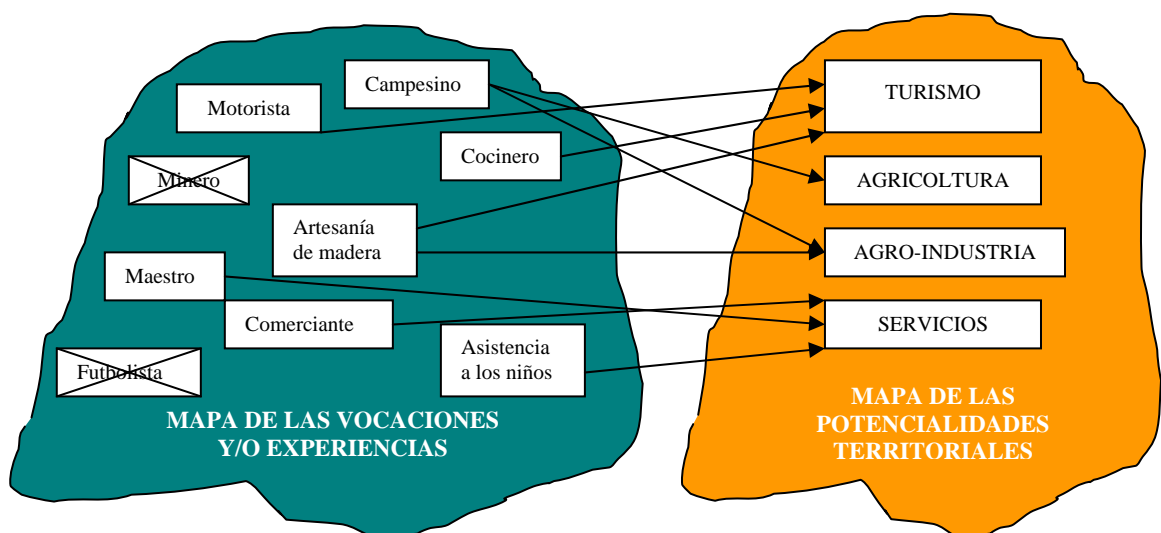 Campesino
Motorista
Cocinero
Minero
Artesanía
de madera
Maestro
Comerciante
Asistencia
a los niños
Futbolista
MAPA DE LAS VOCACIONES
Y/O EXPERIENCIAS
TURISMO
AGRICOLTURA
AGRO-INDUSTRIA
SERVICIOS
MAPA DE LAS
POTENCIALIDADES
TERRITORIALES